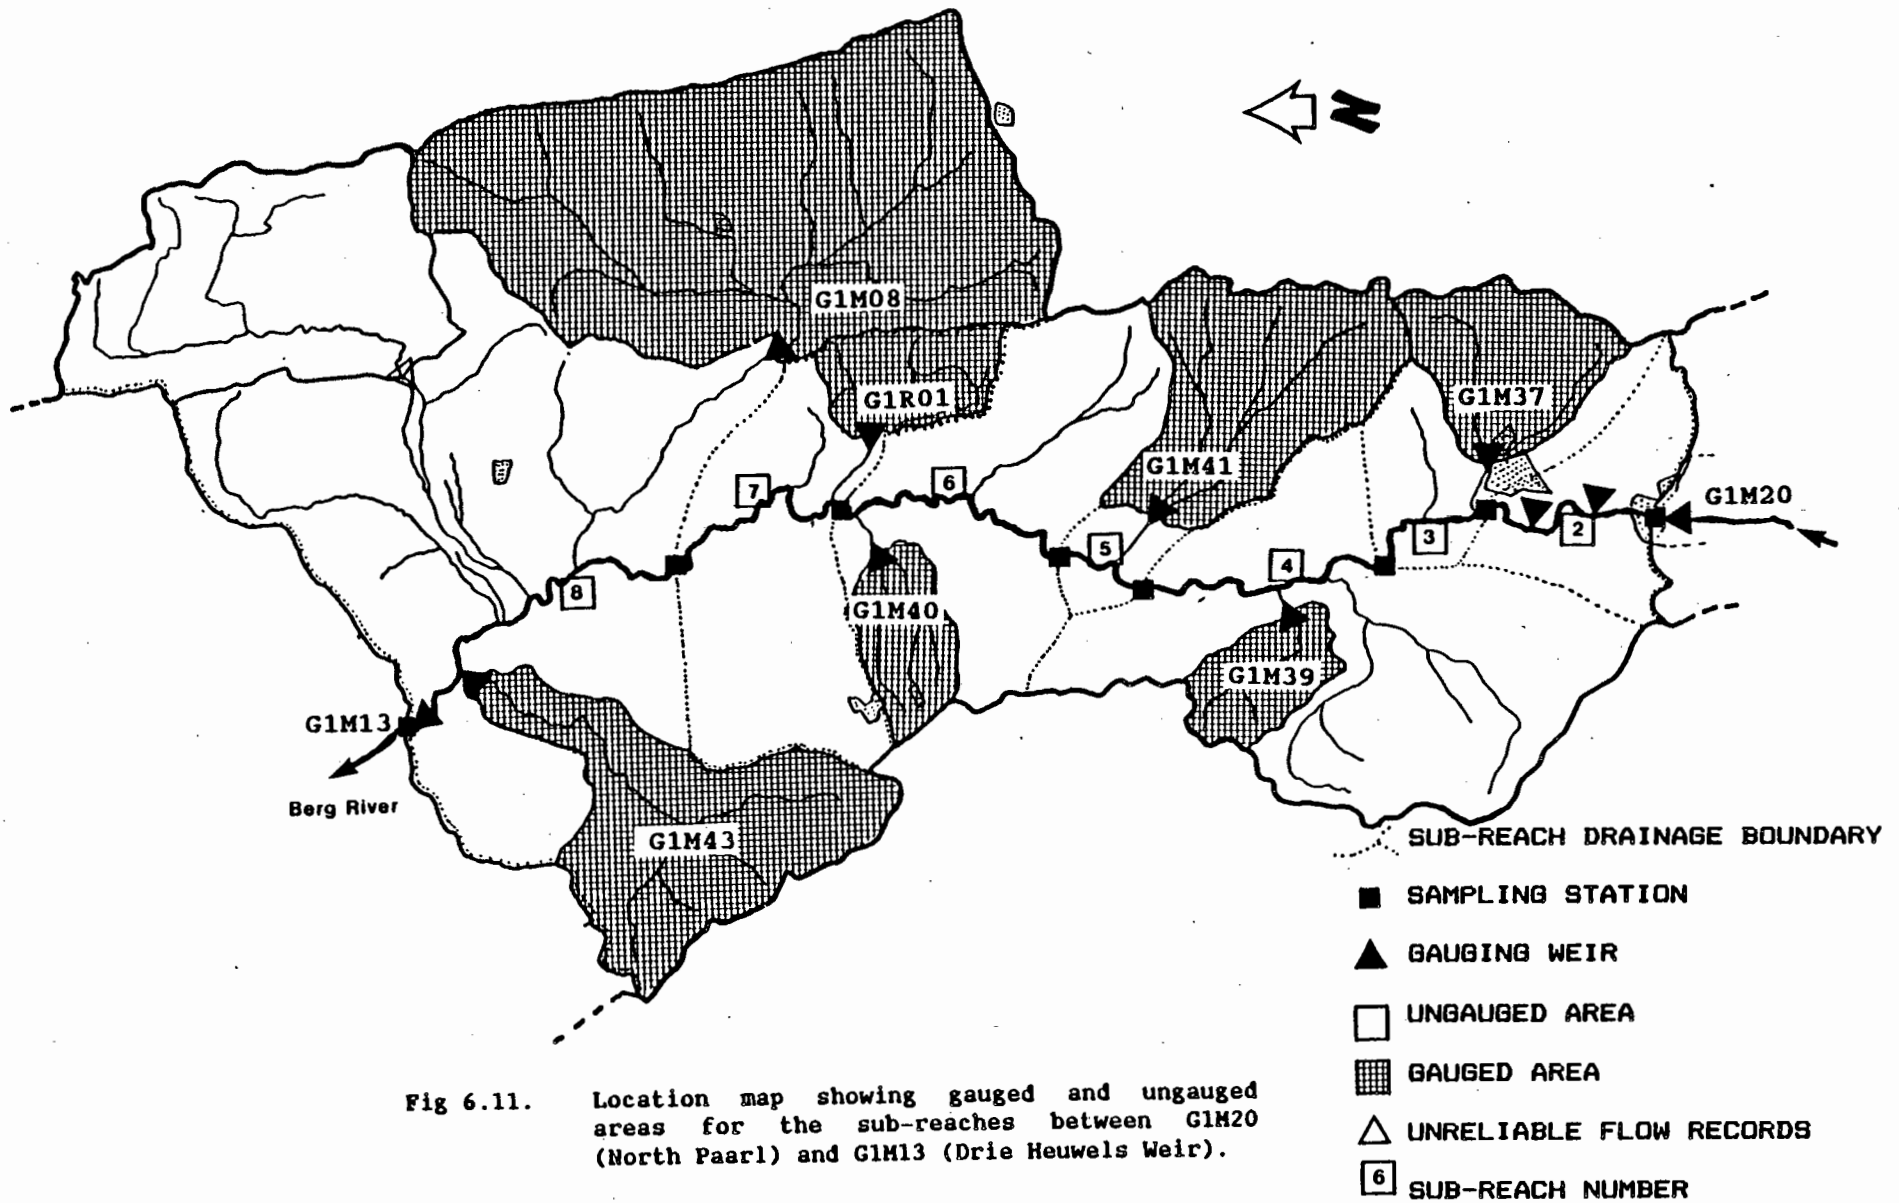 N
G1M08
G1R01
G1M37
G1M41
G1M20
7
6
5
3
2
4
8
G1M40
G1M39
G1M13
Berg River
G1M43
SUB-REACH DRAINAGE BOUNDARY
SAMPLING STATION
GAUGING WEIR
UNGAUGED AREA
GAUGED AREA
UNRELIABLE FLOW RECORDS
6 SUB-REACH NUMBER
Fig 6.11. Location map showing gauged and ungauged
areas for the sub-reaches between G1M20
(North Paarl) and G1M13 (Drie Heuwels Weir).